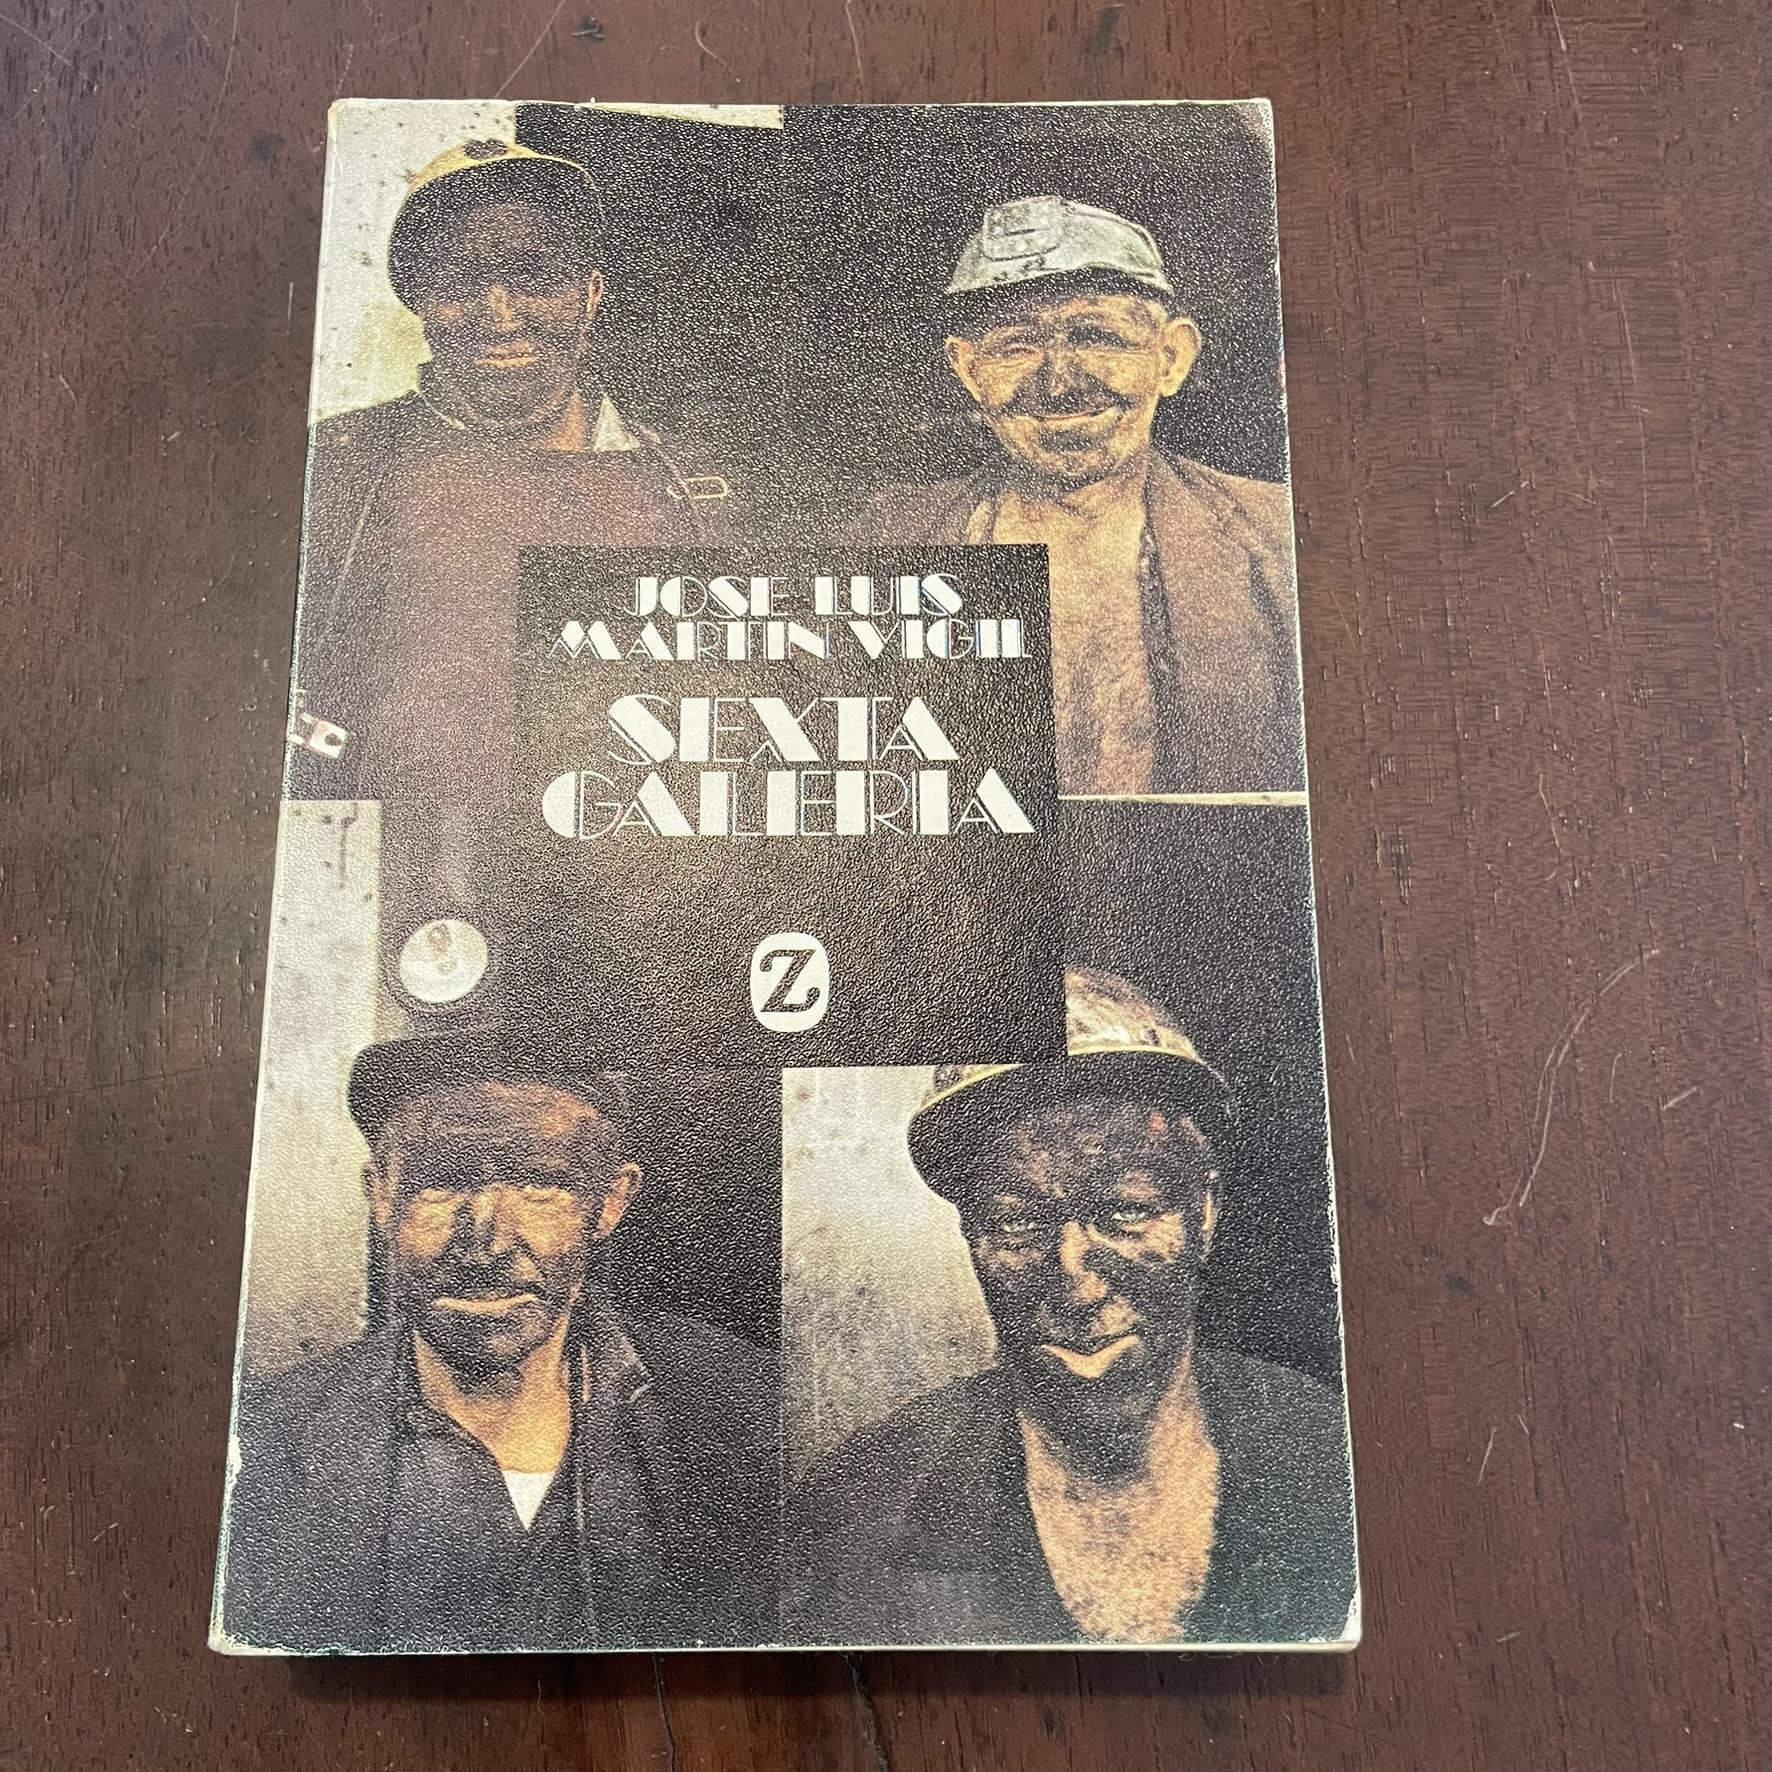 JOSE LUIS
MARTIN VIGIL
SEXTA
GALERIA
Z